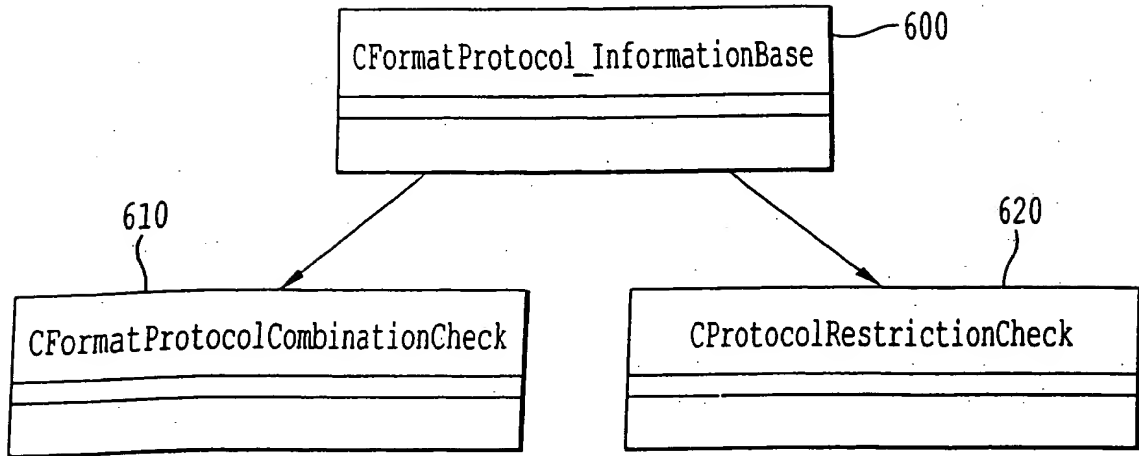 600
CFormatProtocol_InformationBase
610
620
CFormatProtocolCombinationCheck
CProtocolRestrictionCheck